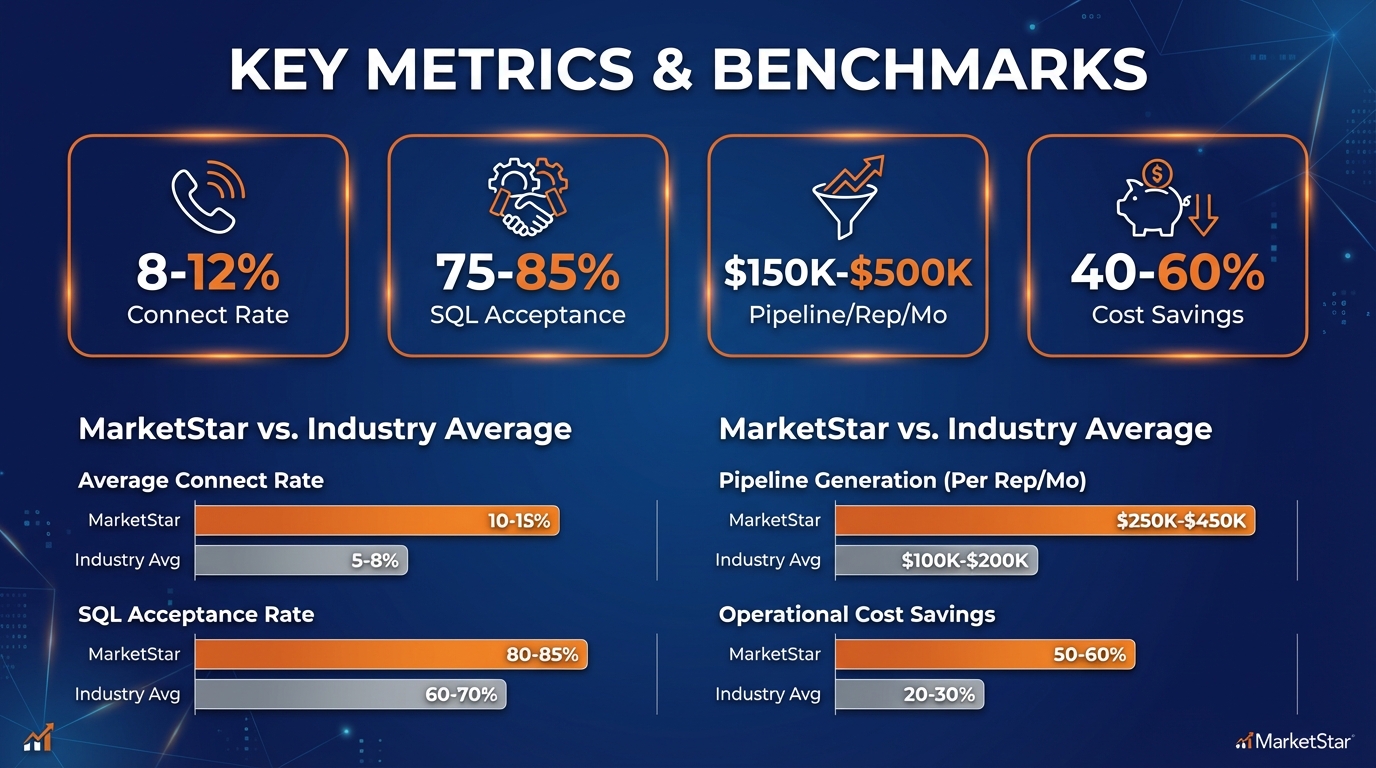 KEY METRICS & BENCHMARKS
8-12%
Connect Rate
75-85%
SQL Acceptance
$150K-$500K
Pipeline/Rep/Mo
$
40-60%
Cost Savings
MarketStar vs. Industry Average
Average Connect Rate
MarketStar 10-15%
Industry Avg 5-8%
SQL Acceptance Rate
MarketStar 80-85%
Industry Avg 60-70%
MarketStar vs. Industry Average
Pipeline Generation (Per Rep/Mo)
MarketStar $250K-$450K
Industry Avg $100K-$200K
Operational Cost Savings
MarketStar 50-60%
Industry Avg 20-30%
MarketStar